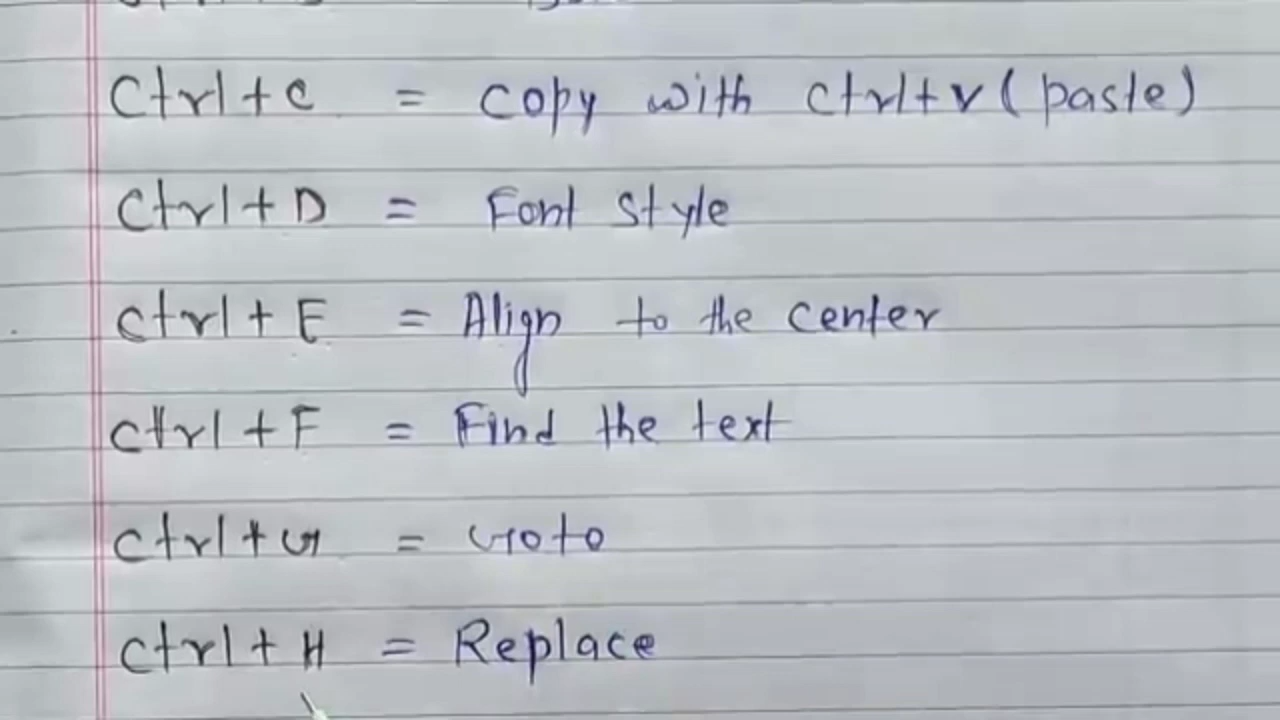 Ctrl+C = Copy with Ctrl+v (paste)
Ctrl+D = Font Style
Ctrl+E = Align to the center
Ctrl+F = Find the text
Ctrl+G = Goto
Ctrl+H = Replace